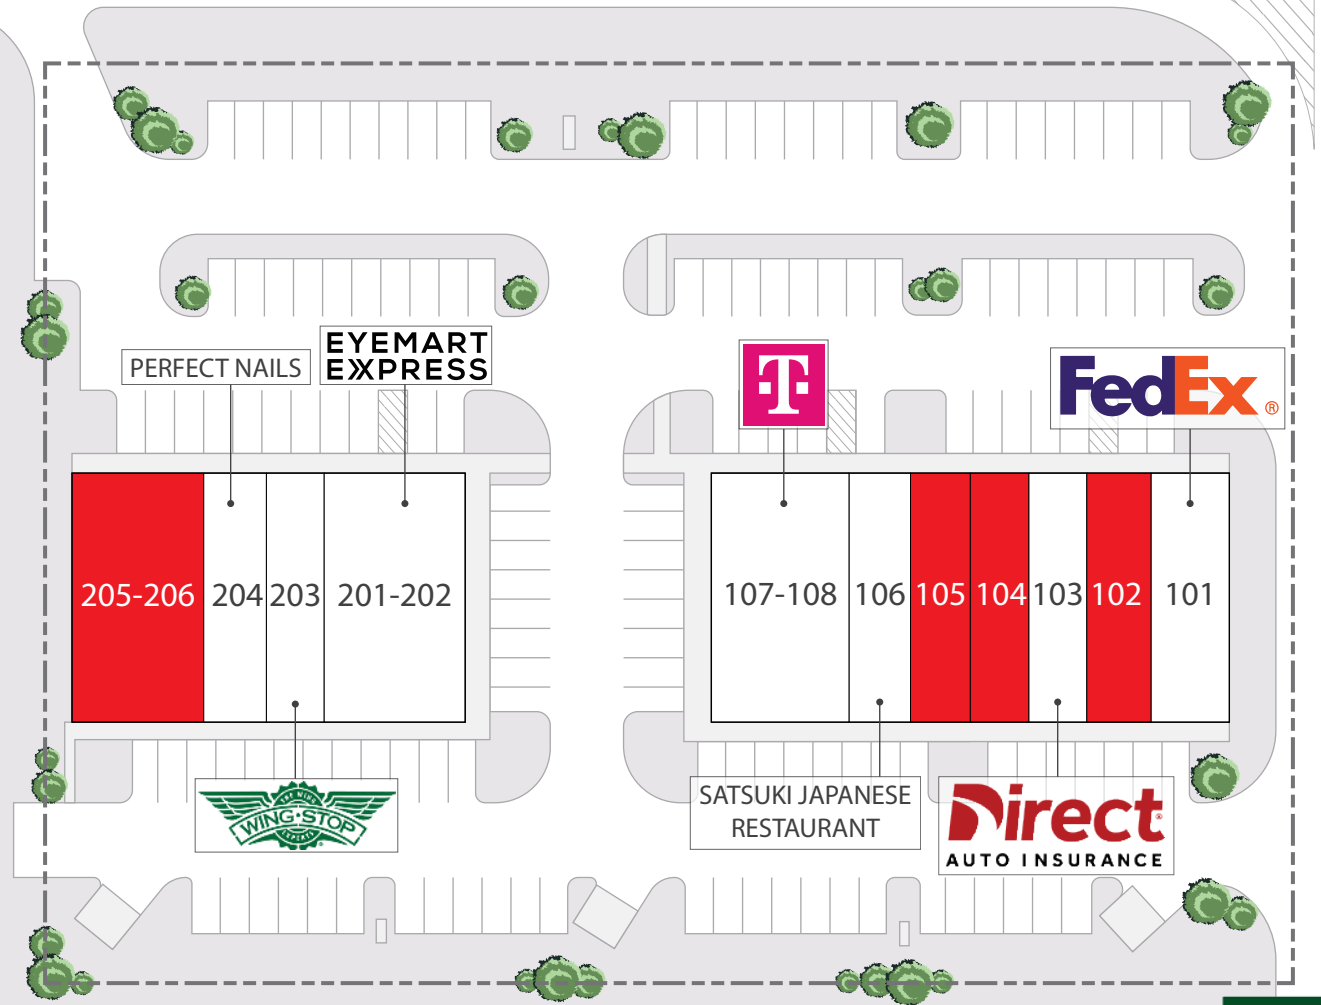 PERFECT NAILS
EYEMART
EXPRESS
T
FedEx®
205-206
204
203
201-202
107-108
106
105
104
103
102
101
WING·STOP
SATSUKI JAPANESE
RESTAURANT
Direct
AUTO INSURANCE